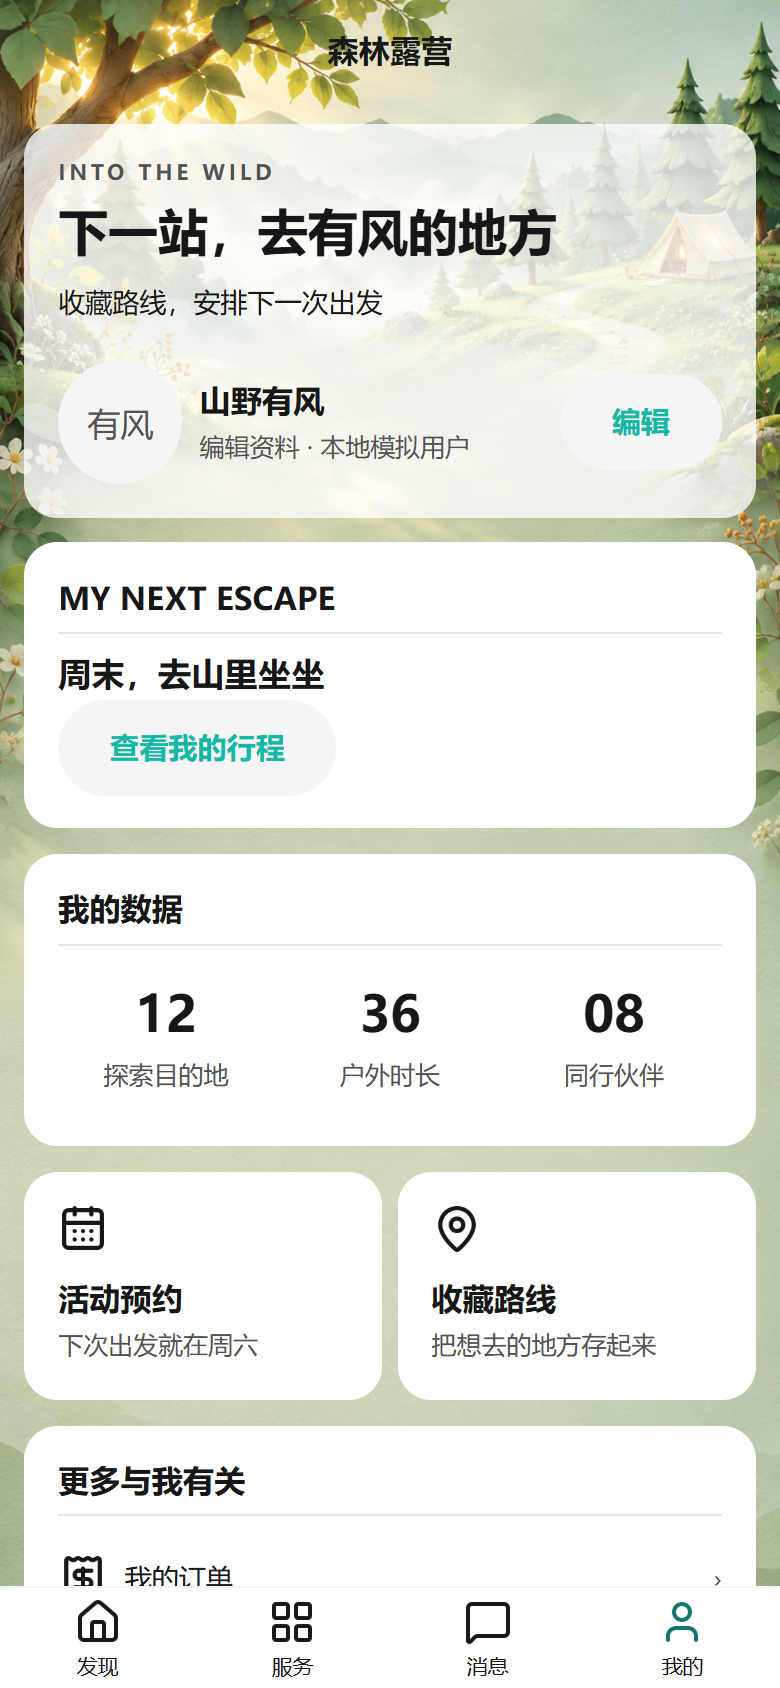 森林露营
INTO THE WILD
下一站，去有风的地方
收藏路线，安排下一次出发
有风
山野有风
编辑资料 · 本地模拟用户
编辑
MY NEXT ESCAPE
周末，去山里坐坐
查看我的行程
我的数据
12
36
08
探索目的地
户外时长
同行伙伴
活动预约
下次出发就在周六
收藏路线
把想去的地方存起来
更多与我有关
我的订单
发现
服务
消息
我的